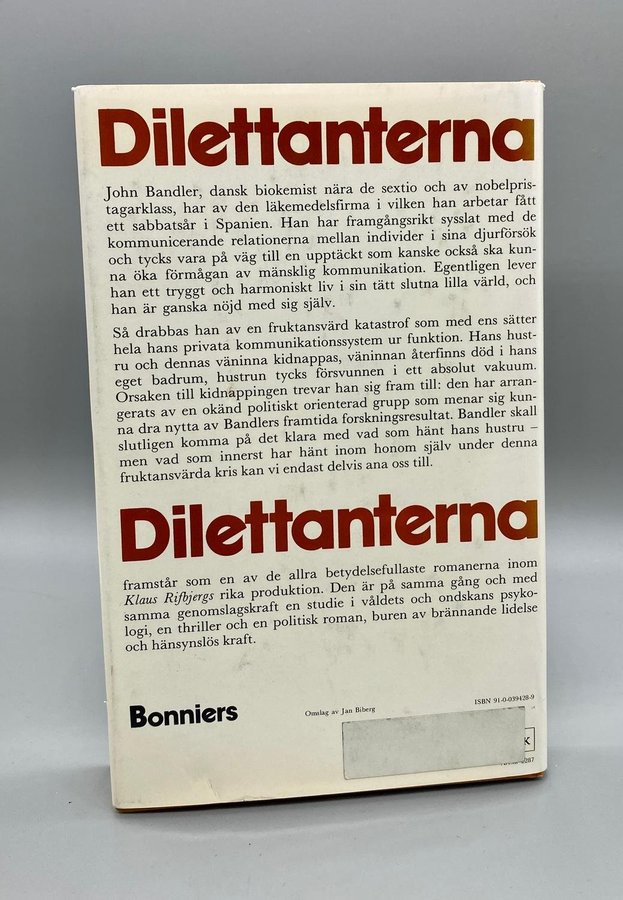 Dilettanterna
John Bandler, dansk biokemist nära de sextio och av nobelpris-
tagarklass, har av den läkemedelsfirma i vilken han arbetar fått
ett sabbatsår i Spanien. Han har framgångsrikt sysslat med de
kommunicerande relationerna mellan individer i sina djurförsök
och tycks vara på väg till en upptäckt som kanske också ska kun-
na öka förmågan av mänsklig kommunikation. Egentligen lever
han ett tryggt och harmoniskt liv i sin tätt slutna lilla värld, och
han är ganska nöjd med sig själv.
Så drabbas han av en fruktansvärd katastrof som med ens sätter
hela hans privata kommunikationssystem ur funktion. Hans hust-
ru och dennas väninna kidnappas, väninnan återfinns död i hans
eget badrum, hustrun tycks försvunnen i ett absolut vakuum.
Orsaken till kidnappingen trevar han sig fram till: den har arran-
gerats av en okänd politiskt orienterad grupp som menar sig kun-
na dra nytta av Bandlers framtida forskningsresultat. Bandler skall
slutligen komma på det klara med vad som hänt hans hustru –
men vad som innerst har hänt inom honom själv under denna
fruktansvärda kris kan vi endast delvis ana oss till.
Dilettanterna
framstår som en av de allra betydelsefullaste romanerna inom
Klaus Rifbjergs rika produktion. Den är på samma gång och med
samma genomslagskraft en studie i våldets och ondskans psyko-
logi, en thriller och en politisk roman, buren av brännande lidelse
och hänsynslös kraft.
Bonniers
Omslag av Jan Biberg
ISBN 91-0-039428-9
K